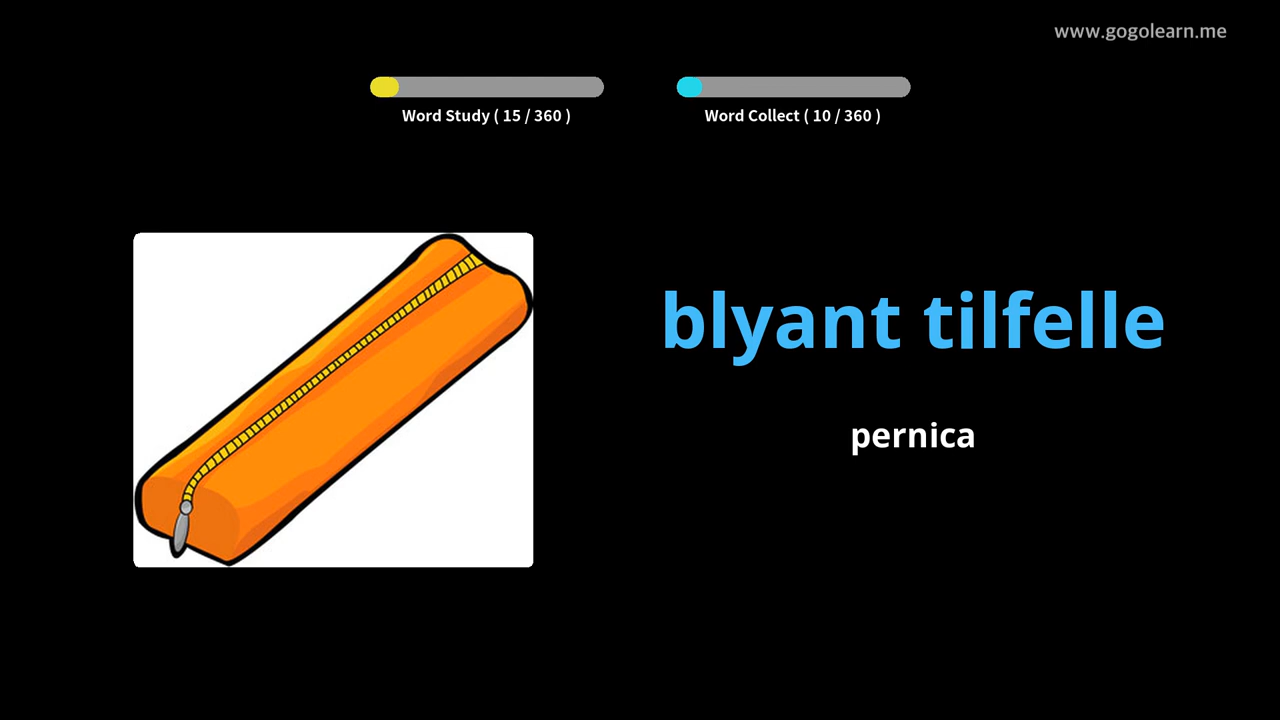 www.gogolearn.me
Word Study ( 15 / 360 )
Word Collect ( 10 / 360 )
blyant tilfelle
pernica